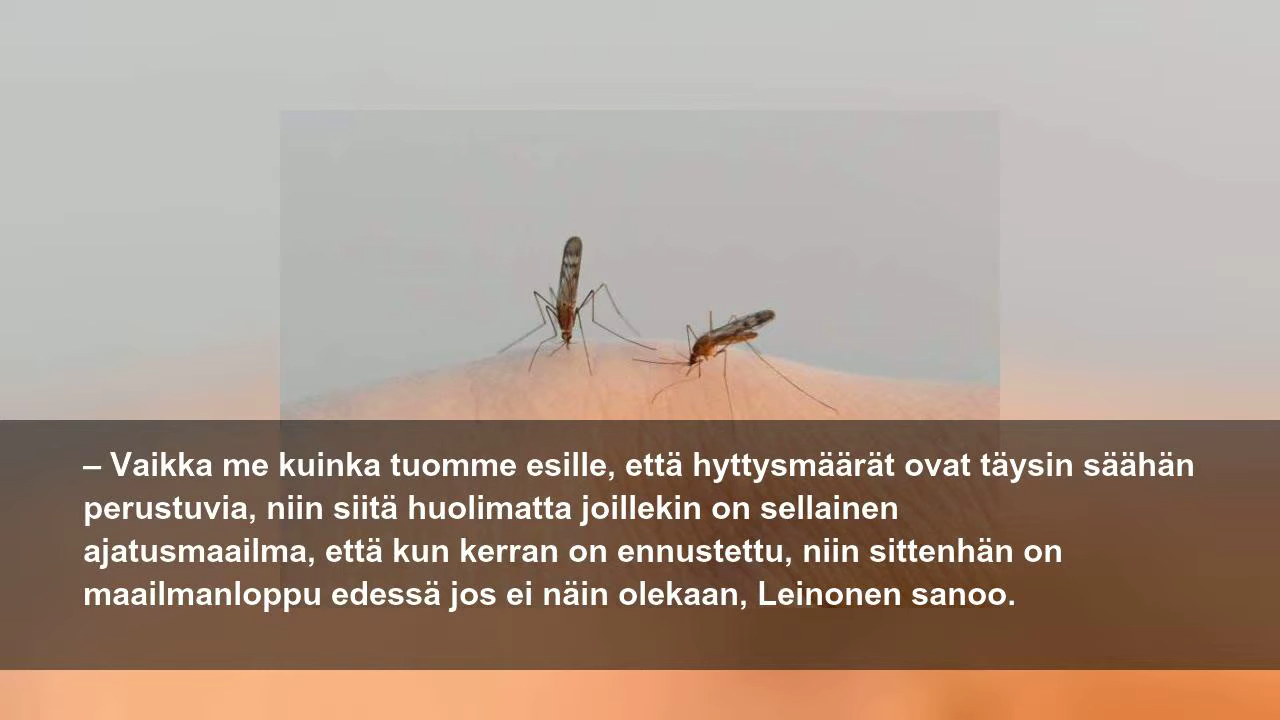 – Vaikka me kuinka tuomme esille, että hyttysmäärät ovat täysin säähän
perustuvia, niin siitä huolimatta joillekin on sellainen
ajatusmaailma, että kun kerran on ennustettu, niin sittenhän on
maailmanloppu edessä jos ei näin olekaan, Leinonen sanoo.